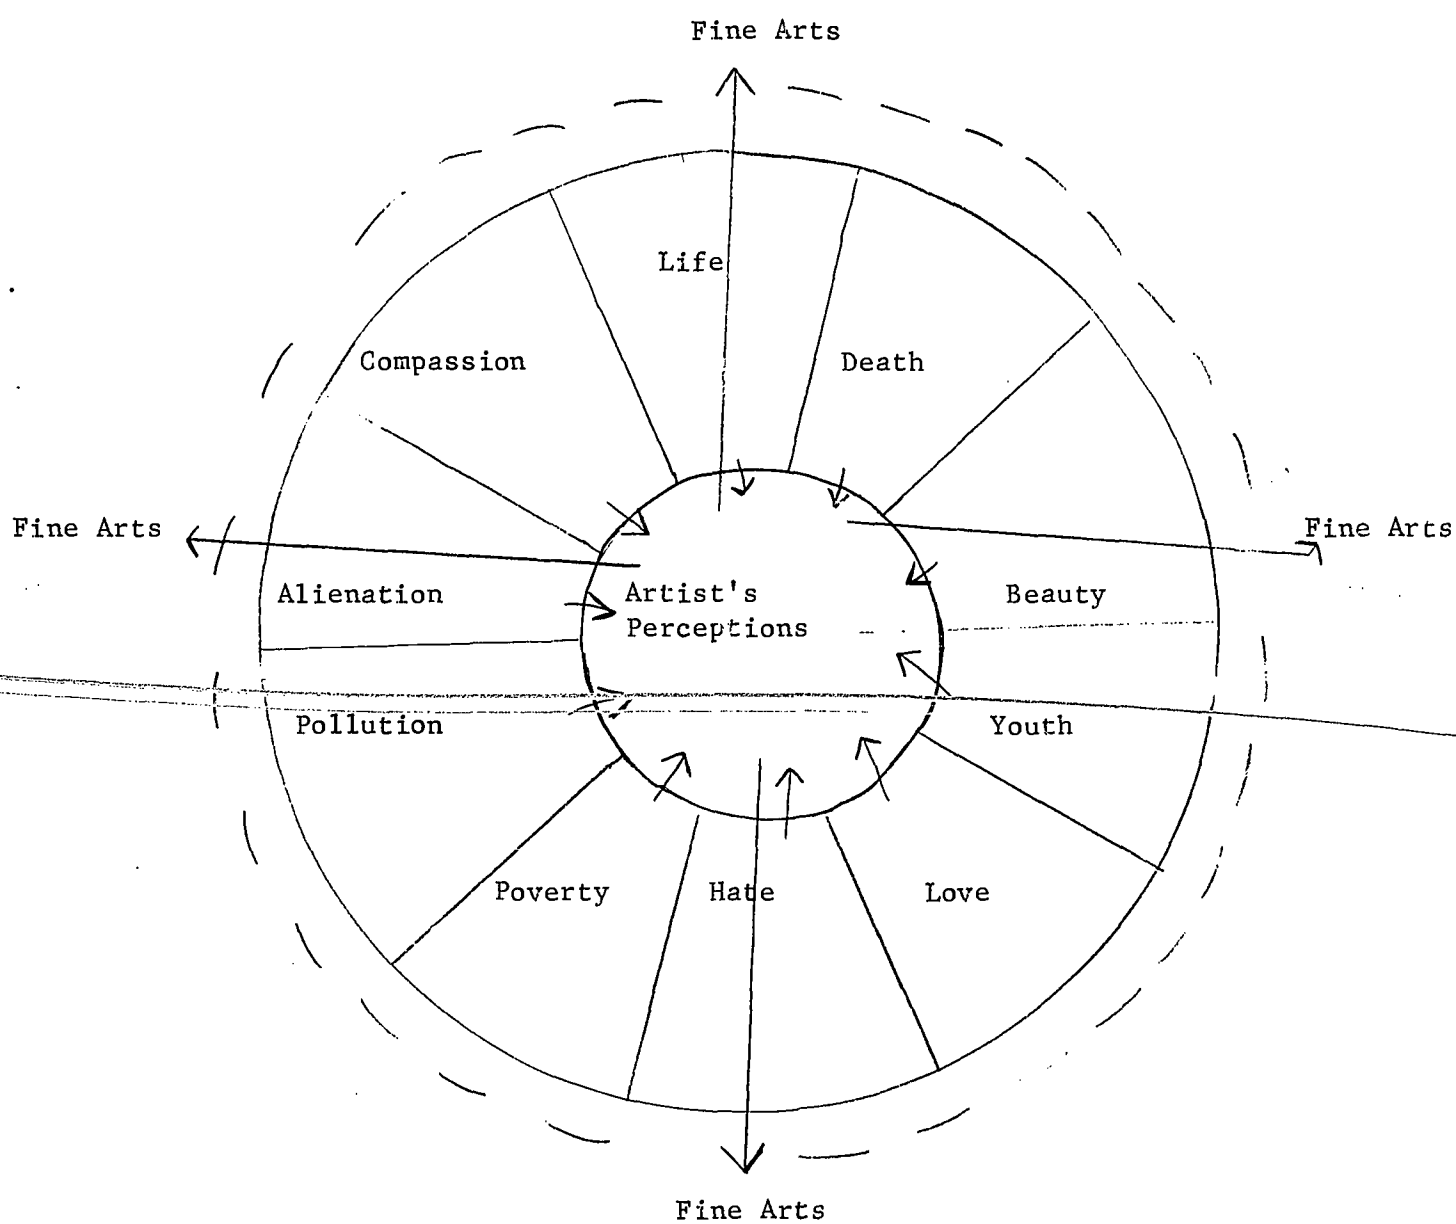 Fine Arts
Life
Compassion
Death
Fine Arts
Fine Arts
Alienation
Artist's
Perceptions
Beauty
Pollution
Youth
Poverty
Hate
Love
Fine Arts